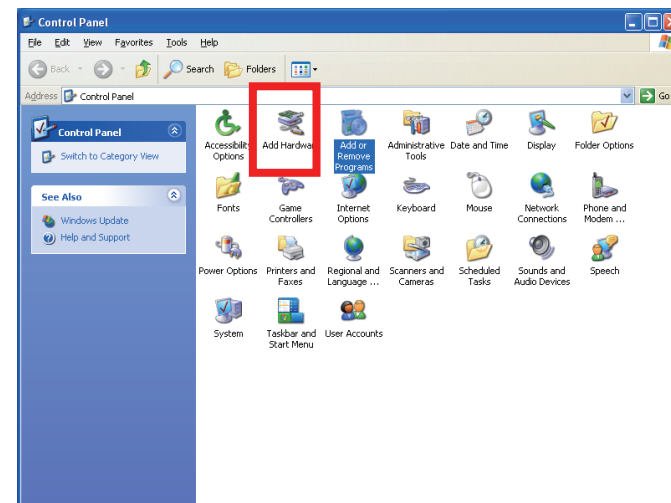 Control Panel
File Edit View Favorites Tools Help
Back Search Folders
Address Control Panel Go
Control Panel
Switch to Category View
See Also
Windows Update
Help and Support
Accessibility Options
Add Hardware
Add or Remove Programs
Administrative Tools
Date and Time
Display
Folder Options
Fonts
Game Controllers
Internet Options
Keyboard
Mouse
Network Connections
Phone and Modem ...
Power Options
Printers and Faxes
Regional and Language ...
Scanners and Cameras
Scheduled Tasks
Sounds and Audio Devices
Speech
System
Taskbar and Start Menu
User Accounts